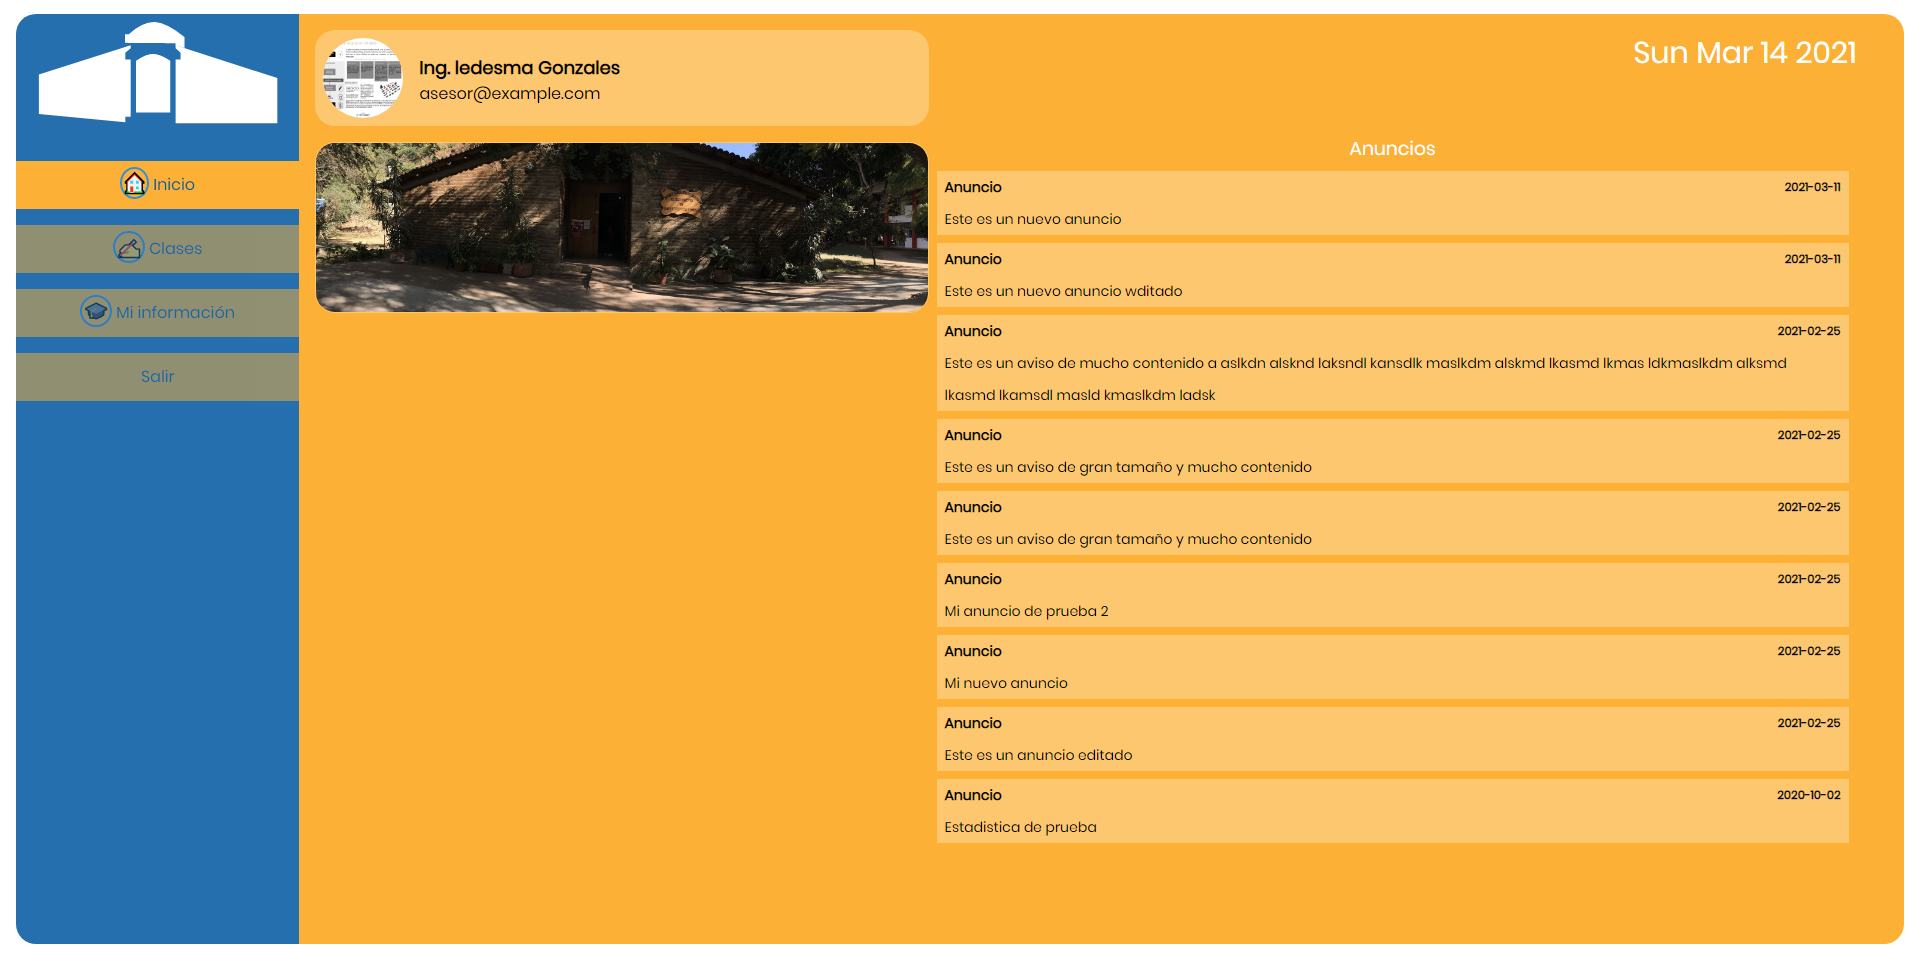 Inicio
Clases
Mi información
Salir
Ing. ledesma Gonzales
asesor@example.com
Sun Mar 14 2021
Anuncios
Anuncio 2021-03-11
Este es un nuevo anuncio
Anuncio 2021-03-11
Este es un nuevo anuncio wditado
Anuncio 2021-02-25
Este es un aviso de mucho contenido a aslkdn alsknd laksndl kansdlk maslkdm alskmd lkasmd lkmas ldkmaslkdm alksmd
lkasmd lkamsdl masld kmaslkdm ladsk
Anuncio 2021-02-25
Este es un aviso de gran tamaño y mucho contenido
Anuncio 2021-02-25
Este es un aviso de gran tamaño y mucho contenido
Anuncio 2021-02-25
Mi anuncio de prueba 2
Anuncio 2021-02-25
Mi nuevo anuncio
Anuncio 2021-02-25
Este es un anuncio editado
Anuncio 2020-10-02
Estadistica de prueba